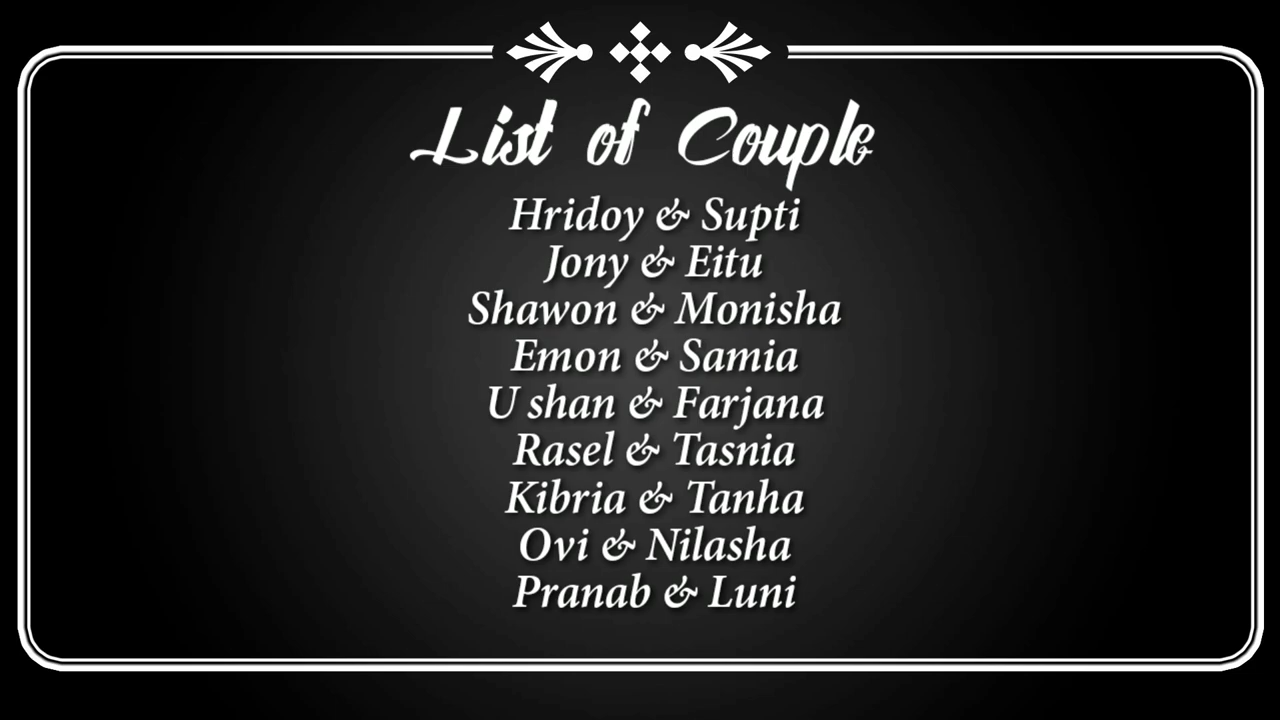 List of Couple
Hridoy & Supti
Jony & Eitu
Shawon & Monisha
Emon & Samia
U shan & Farjana
Rasel & Tasnia
Kibria & Tanha
Ovi & Nilasha
Pranab & Luni